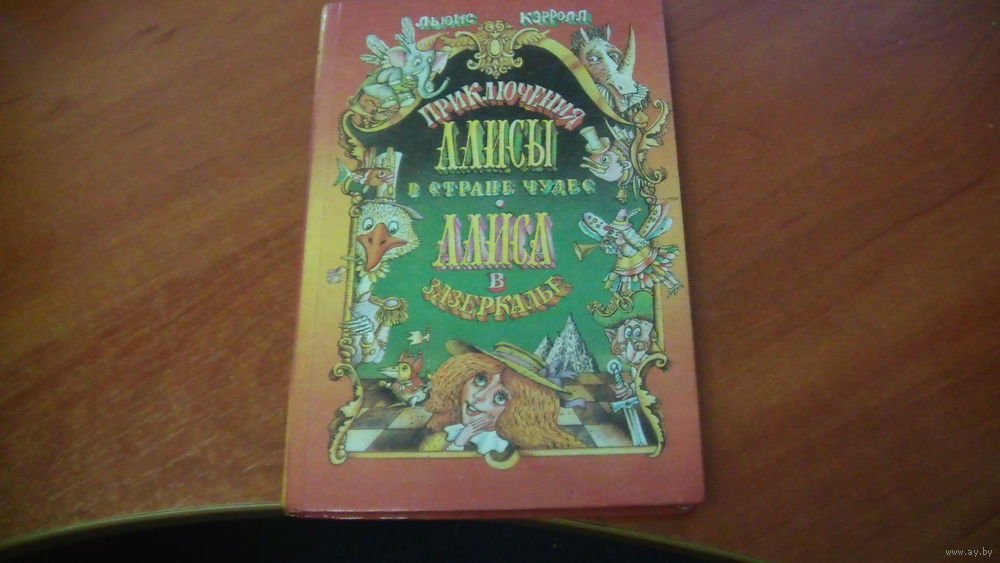 ЛЬЮИС КЭРРОЛЛ
ПРИКЛЮЧЕНИЯ
АЛИСЫ
В СТРАНЕ ЧУДЕС
АЛИСА
В
ЗАЗЕРКАЛЬЕ
www.ay.by